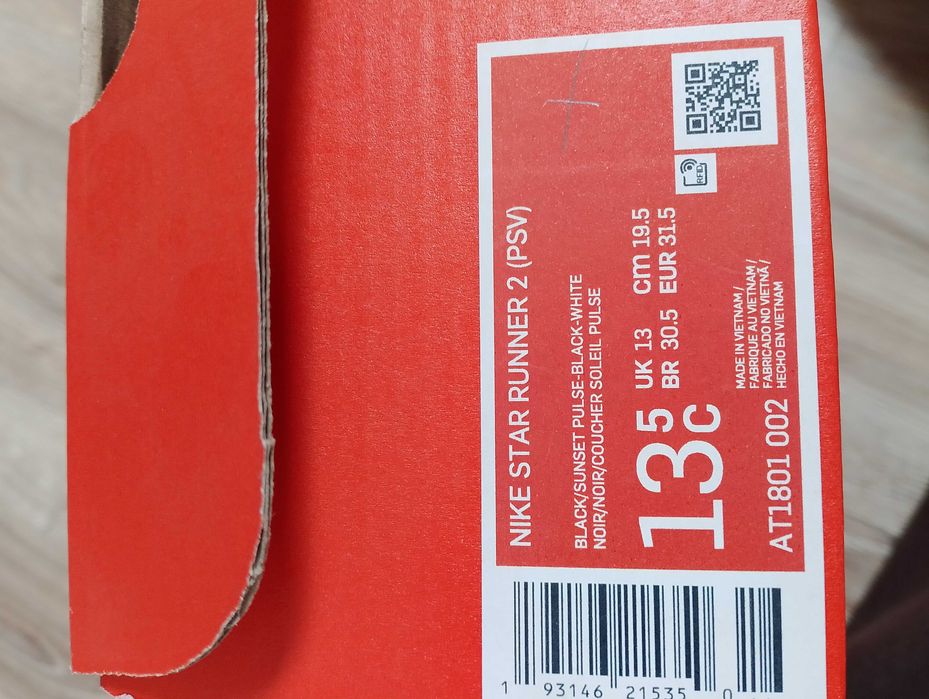 NIKE STAR RUNNER 2 (PSV)
BLACK/SUNSET PULSE-BLACK-WHITE
NOIR/NOIR/COUCHER SOLEIL PULSE
13 5 C
UK 13 cm 19.5
BR 30.5 EUR 31.5
RFID
MADE IN VIETNAM /
FABRIQUE AU VIETNAM /
FABRICADO NO VIETNÃ /
HECHO EN VIETNAM
AT1801 002
1 93146 21535 0